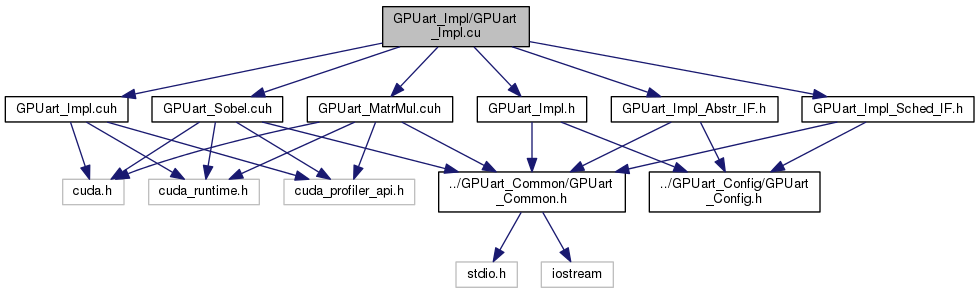 GPUart_Impl/GPUart
_Impl.cu
GPUart_Impl.cuh
GPUart_Sobel.cuh
GPUart_MatrMul.cuh
GPUart_Impl.h
GPUart_Impl_Abstr_IF.h
GPUart_Impl_Sched_IF.h
cuda.h
cuda_runtime.h
cuda_profiler_api.h
../GPUart_Common/GPUart
_Common.h
../GPUart_Config/GPUart
_Config.h
stdio.h
iostream